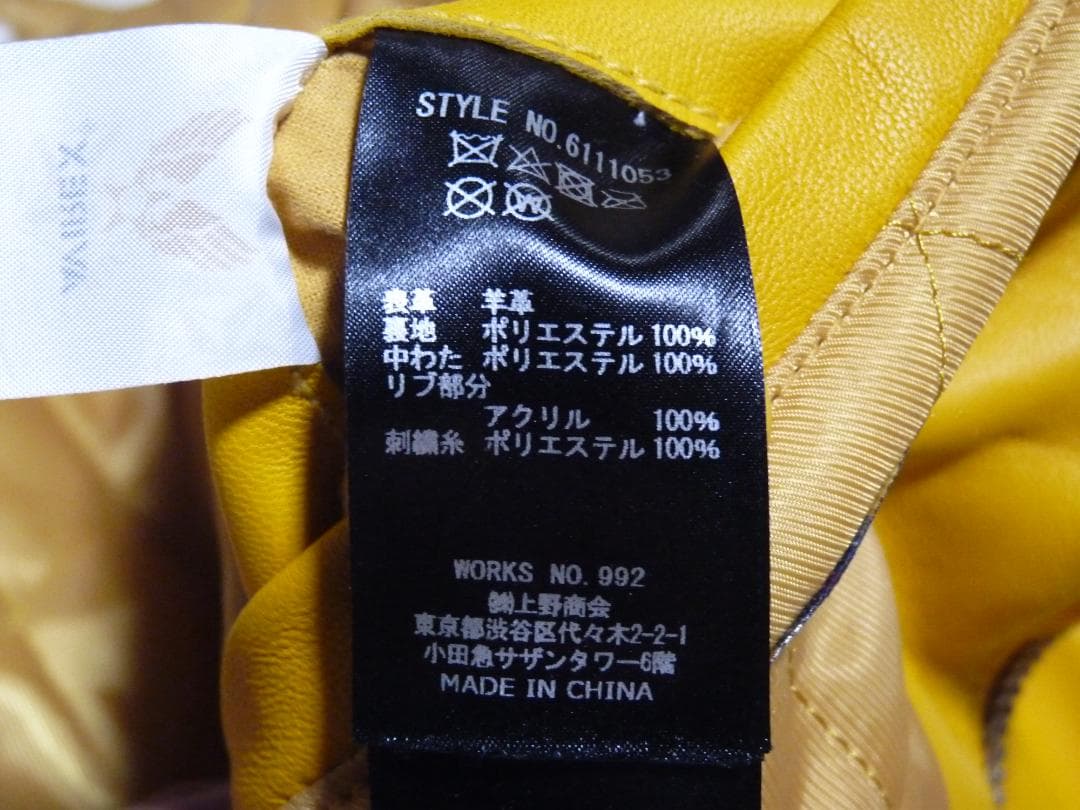 STYLE NO.6111053
表革 羊革
裏地 ポリエステル 100%
中わた ポリエステル 100%
リブ部分
アクリル 100%
刺繍糸 ポリエステル 100%
WORKS NO. 992
㈱上野商会
東京都渋谷区代々木2-2-1
小田急サザンタワー6階
MADE IN CHINA